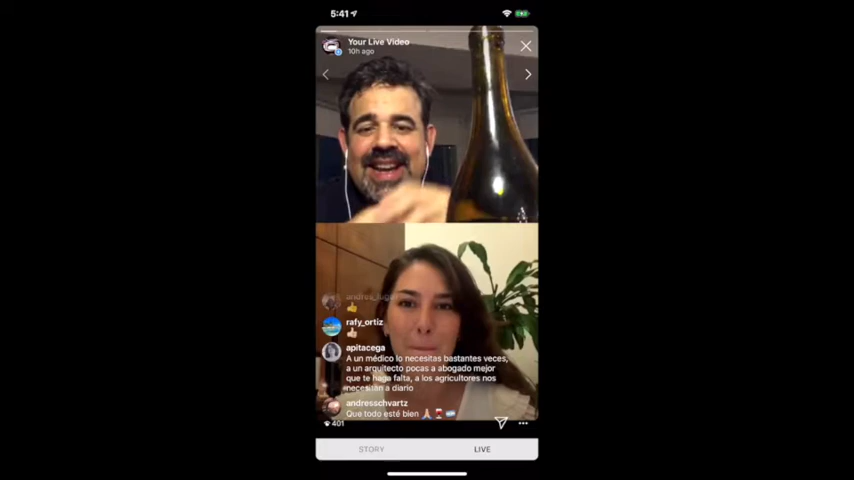 5:41
Your Live Video
10h ago
rafy_ortiz
apitacega
A un médico lo necesitas bastantes veces,
a un arquitecto pocas a abogado mejor
que te haga falta, a los agricultores nos
necesitan a diario
andresschvartz
Que todo esté bien
401
STORY
LIVE